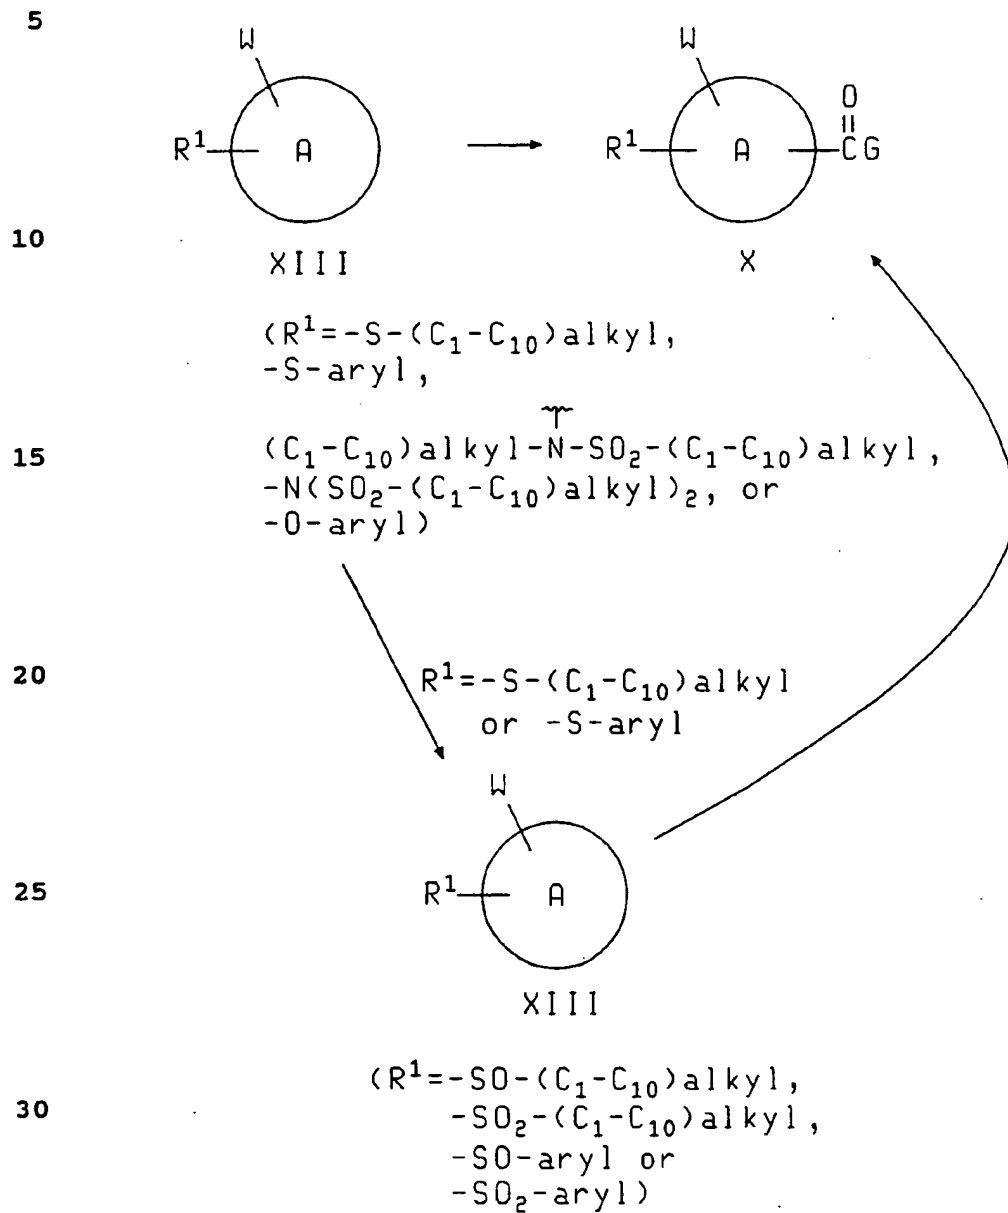 5
W W
O
R¹ A R¹ A CG
10
XIII X
(R¹=-S-(C₁-C₁₀)alkyl,
-S-aryl,
15
(C₁-C₁₀)alkyl-N-SO₂-(C₁-C₁₀)alkyl,
-N(SO₂-(C₁-C₁₀)alkyl)₂, or
-O-aryl)
20
R¹=-S-(C₁-C₁₀)alkyl
or -S-aryl
W
25
R¹ A
XIII
(R¹=-SO-(C₁-C₁₀)alkyl,
30
-SO₂-(C₁-C₁₀)alkyl,
-SO-aryl or
-SO₂-aryl)